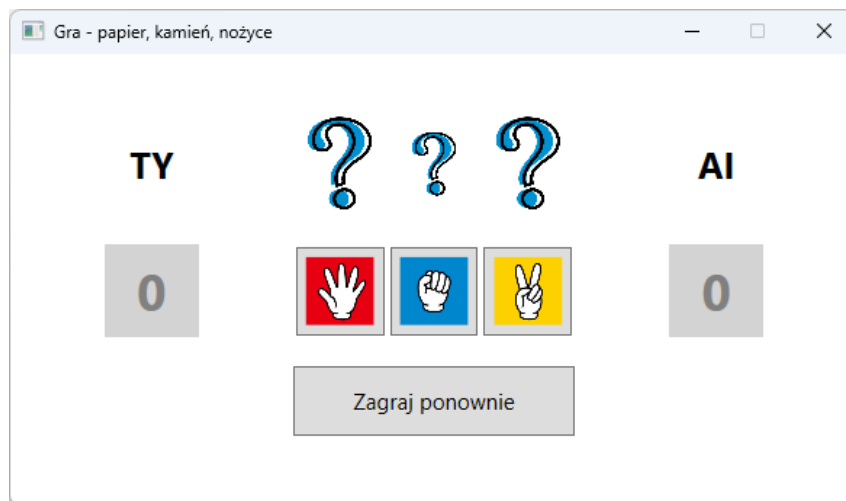 Gra - papier, kamień, nożyce
TY
? ? ?
AI
0
0
Zagraj ponownie